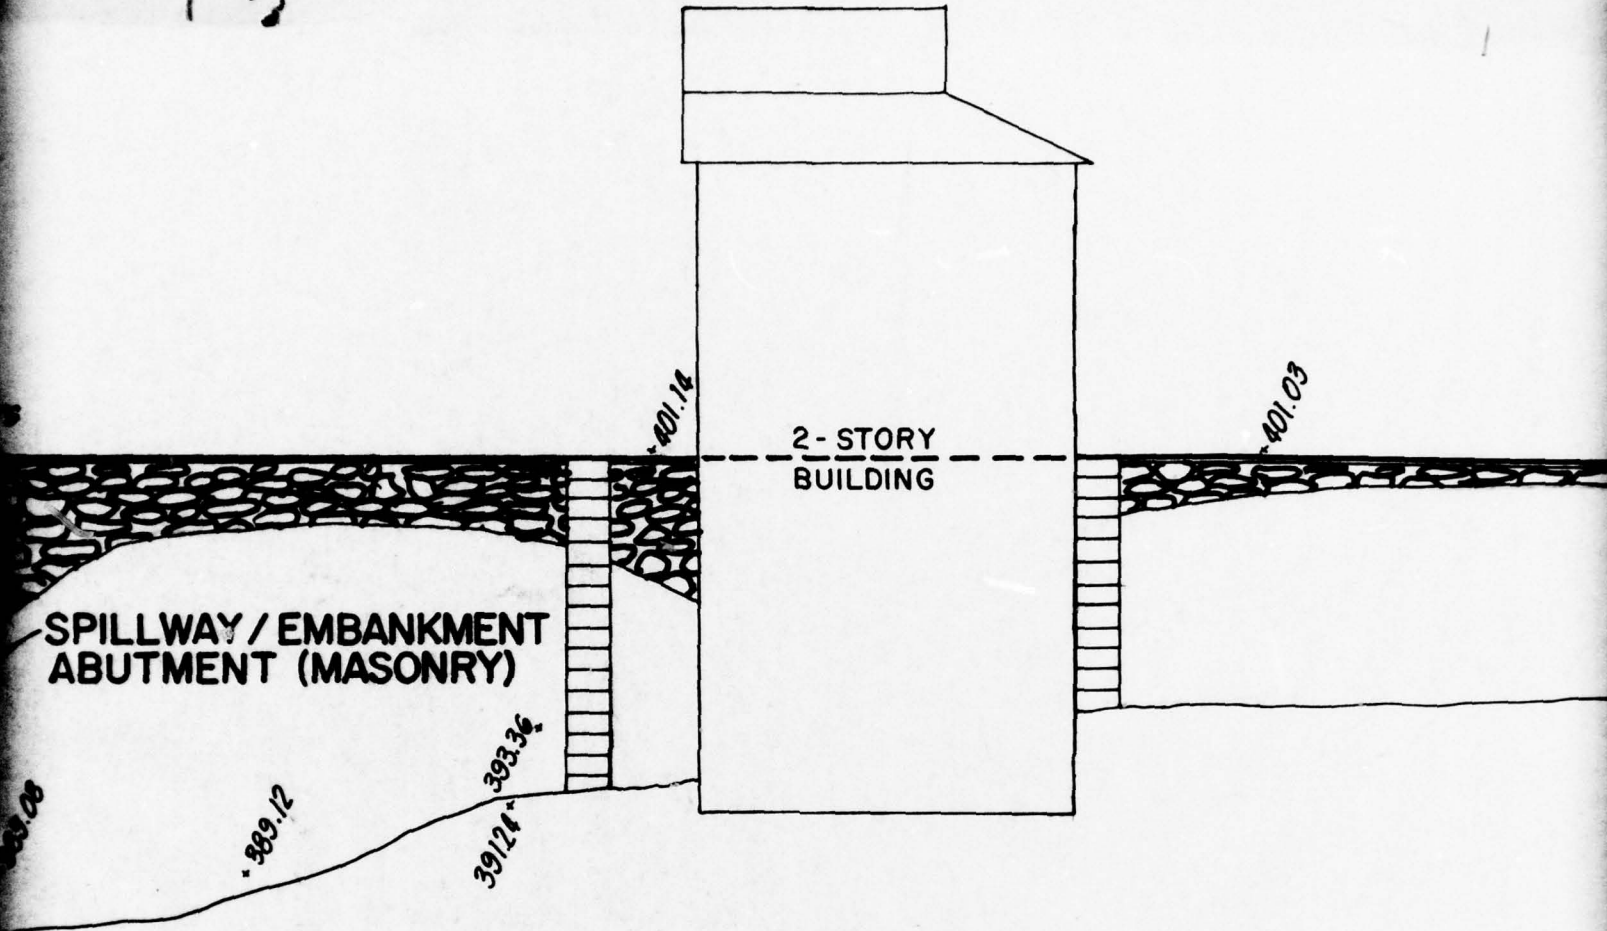 401.14
401.03
2-STORY
BUILDING
SPILLWAY/EMBANKMENT
ABUTMENT (MASONRY)
393.36
389.12
391.24